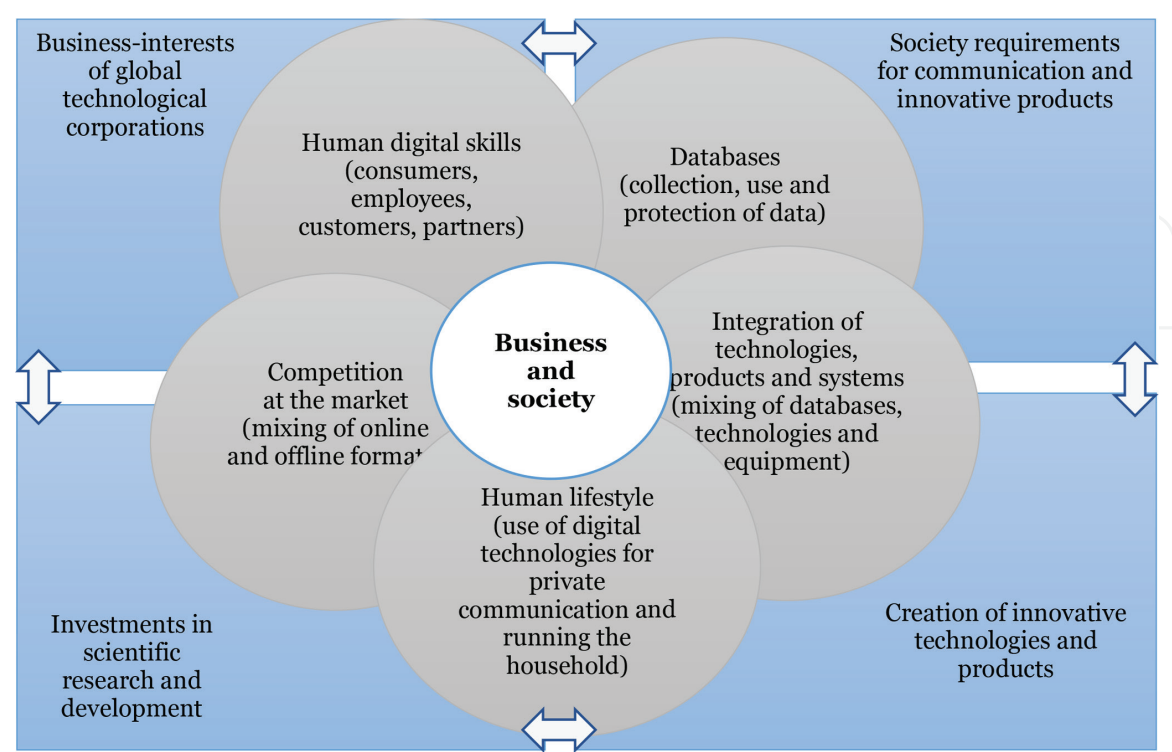 Business-interests
of global
technological
corporations
Society requirements
for communication and
innovative products
Human digital skills
(consumers,
employees,
customers, partners)
Databases
(collection, use and
protection of data)
Business
and
society
Integration of
technologies,
products and systems
(mixing of databases,
technologies and
equipment)
Competition
at the market
(mixing of online
and offline format
Human lifestyle
(use of digital
technologies for
private
communication and
running the
household)
Investments in
scientific
research and
development
Creation of innovative
technologies and
products